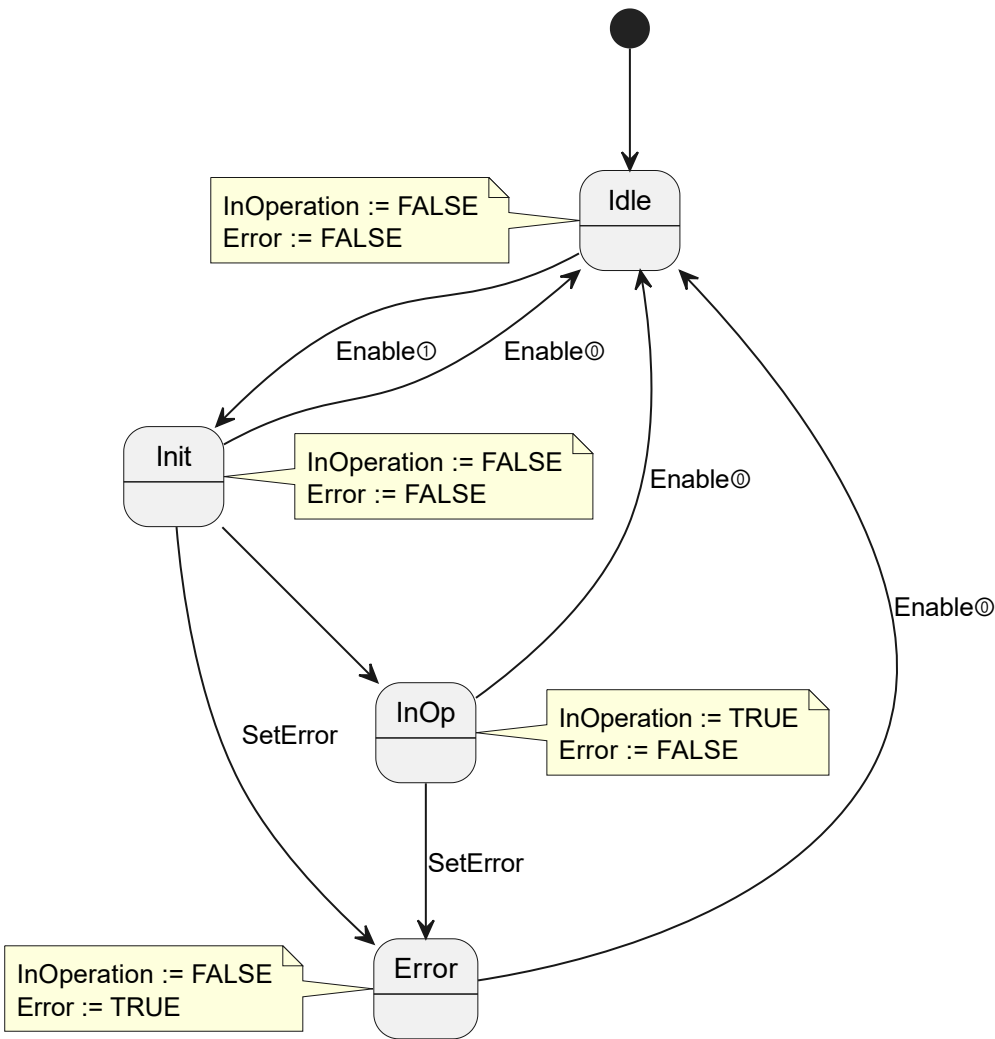 Idle
InOperation := FALSE
Error := FALSE
Enable⓪
Enable①
Init
InOperation := FALSE
Error := FALSE
Enable⓪
Enable⓪
InOp
InOperation := TRUE
Error := FALSE
SetError
SetError
Error
InOperation := FALSE
Error := TRUE